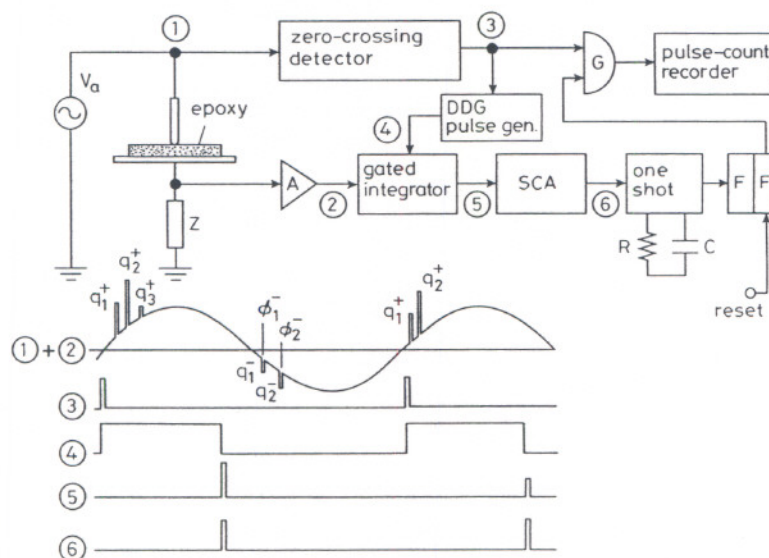 ①
③
zero-crossing
detector
G
pulse-count
recorder
Vₐ
epoxy
④
DDG
pulse gen.
A
②
gated
integrator
⑤
SCA
⑥
one
shot
F F
Z
R
C
reset
q₁⁺
q₂⁺
q₃⁺
ϕ₁⁻
ϕ₂⁻
q₁⁺
q₂⁺
① + ②
q₁⁻
q₂⁻
③
④
⑤
⑥